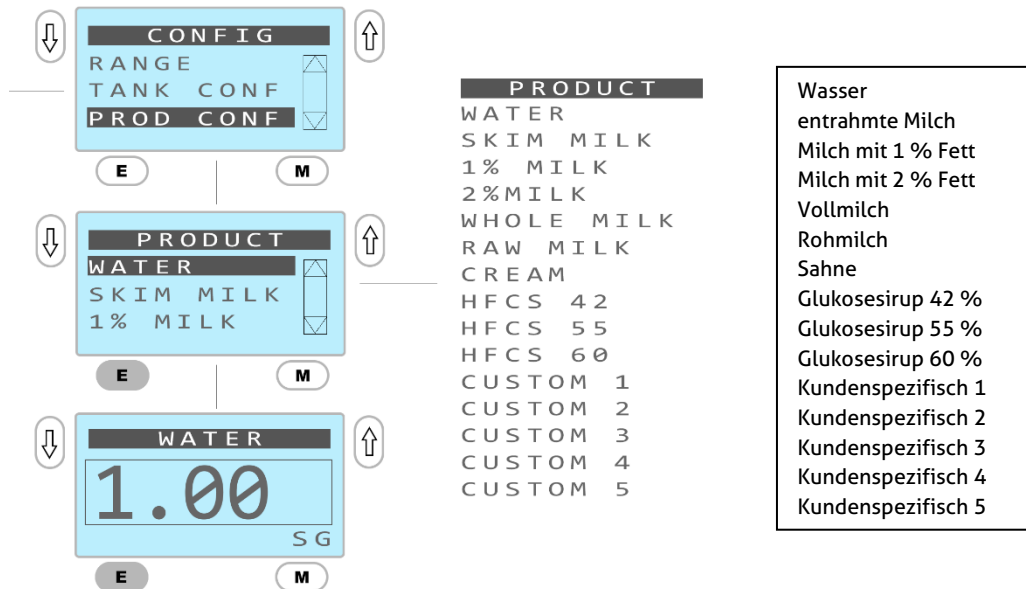 CONFIG
RANGE
TANK CONF
PROD CONF
E
M
PRODUCT
WATER
SKIM MILK
1% MILK
E
M
WATER
1.00
SG
E
M
PRODUCT
WATER
SKIM MILK
1% MILK
2%MILK
WHOLE MILK
RAW MILK
CREAM
HFCS 42
HFCS 55
HFCS 60
CUSTOM 1
CUSTOM 2
CUSTOM 3
CUSTOM 4
CUSTOM 5
Wasser
entrahmte Milch
Milch mit 1 % Fett
Milch mit 2 % Fett
Vollmilch
Rohmilch
Sahne
Glukosesirup 42 %
Glukosesirup 55 %
Glukosesirup 60 %
Kundenspezifisch 1
Kundenspezifisch 2
Kundenspezifisch 3
Kundenspezifisch 4
Kundenspezifisch 5